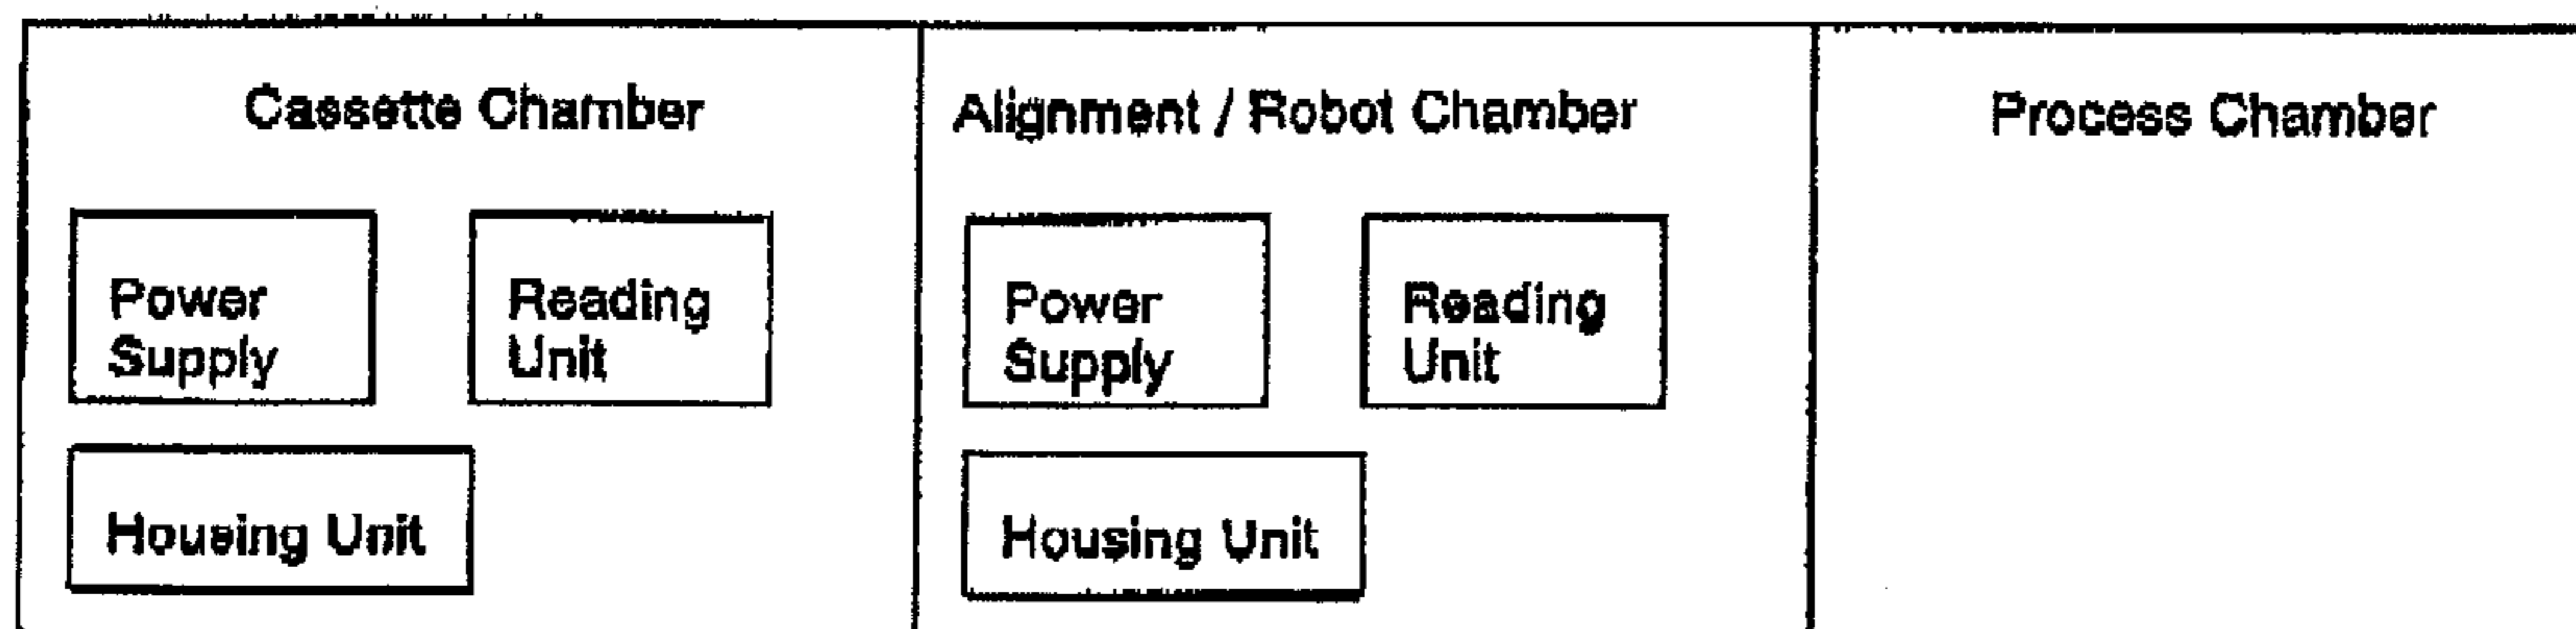 Cassette Chamber
Alignment / Robot Chamber
Process Chamber
Power
Supply
Reading
Unit
Housing Unit
Power
Supply
Reading
Unit
Housing Unit